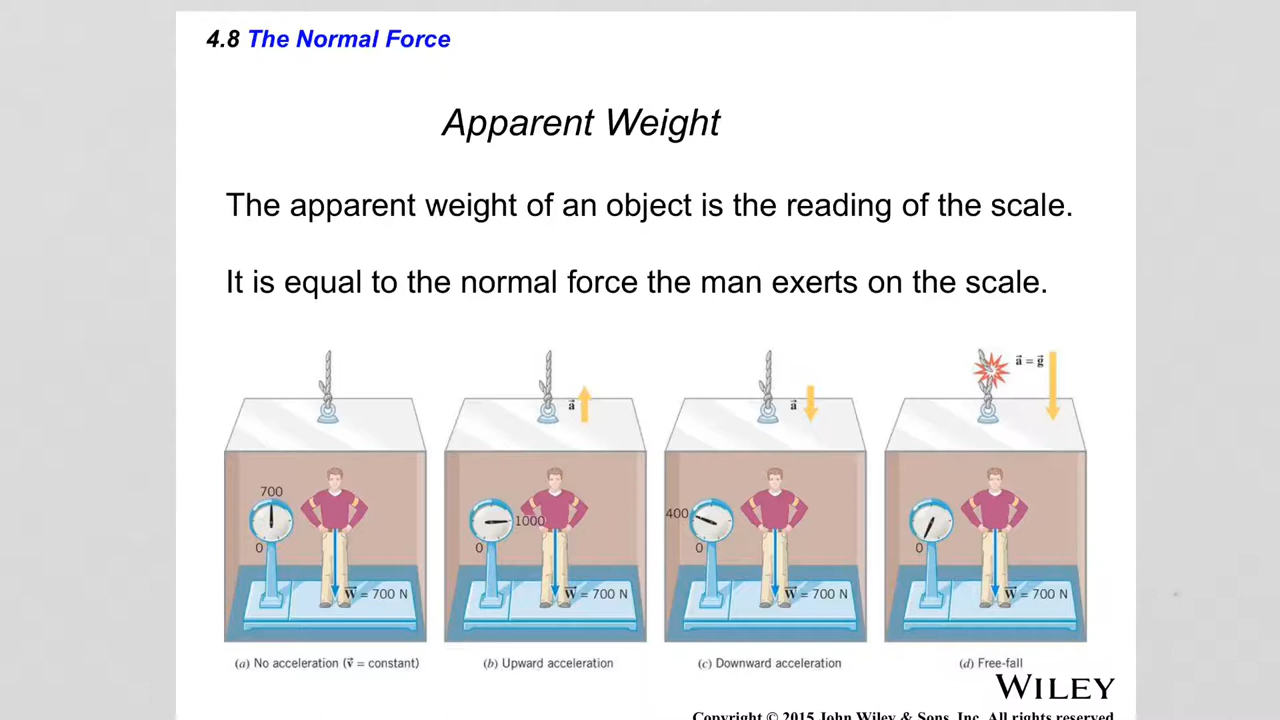 4.8 The Normal Force
Apparent Weight
The apparent weight of an object is the reading of the scale.
It is equal to the normal force the man exerts on the scale.
a⃗
a⃗
a⃗ = g⃗
700
0
W⃗ = 700 N
1000
0
W⃗ = 700 N
400
0
W⃗ = 700 N
0
W⃗ = 700 N
(a) No acceleration (v⃗ = constant)
(b) Upward acceleration
(c) Downward acceleration
(d) Free-fall
WILEY
Copyright © 2015 John Wiley & Sons, Inc. All rights reserved